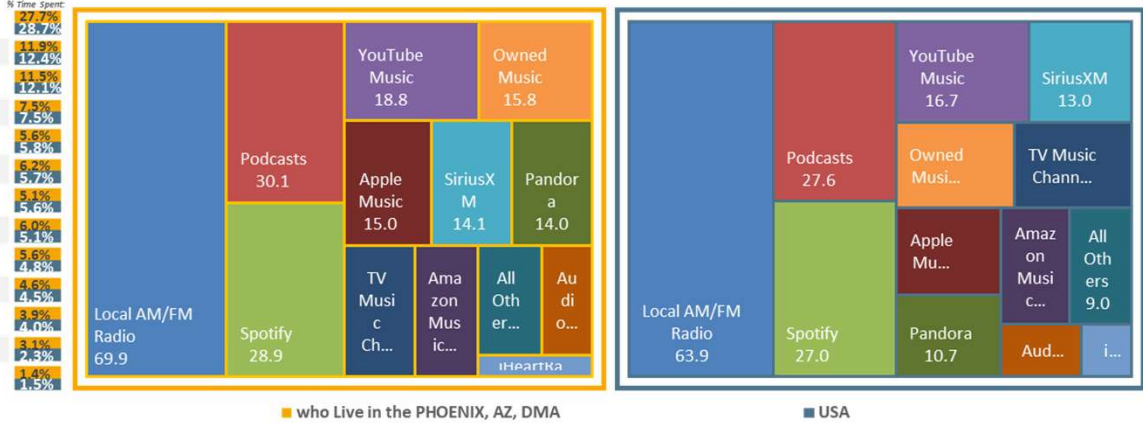 % Time Spent:
27.7%
28.7%
11.9%
12.4%
11.5%
12.1%
7.5%
7.5%
5.6%
5.8%
6.2%
5.7%
5.1%
5.6%
6.0%
5.1%
5.6%
4.8%
4.6%
4.5%
3.9%
4.0%
3.1%
2.3%
1.4%
1.5%
Local AM/FM
Radio
69.9
Podcasts
30.1
Spotify
28.9
YouTube
Music
18.8
Owned
Music
15.8
Apple
Music
15.0
SiriusX
M
14.1
Pandor
a
14.0
TV
Musi
c
Ch...
Ama
zon
Mus
ic...
All
Oth
er...
Au
di
o...
iHeartRa
Local AM/FM
Radio
63.9
Podcasts
27.6
Spotify
27.0
YouTube
Music
16.7
SiriusXM
13.0
Owned
Musi...
TV Music
Chann...
Apple
Mu...
Amaz
on
Musi
c...
All
Oth
ers
9.0
Pandora
10.7
Aud...
i...
who Live in the PHOENIX, AZ, DMA
USA